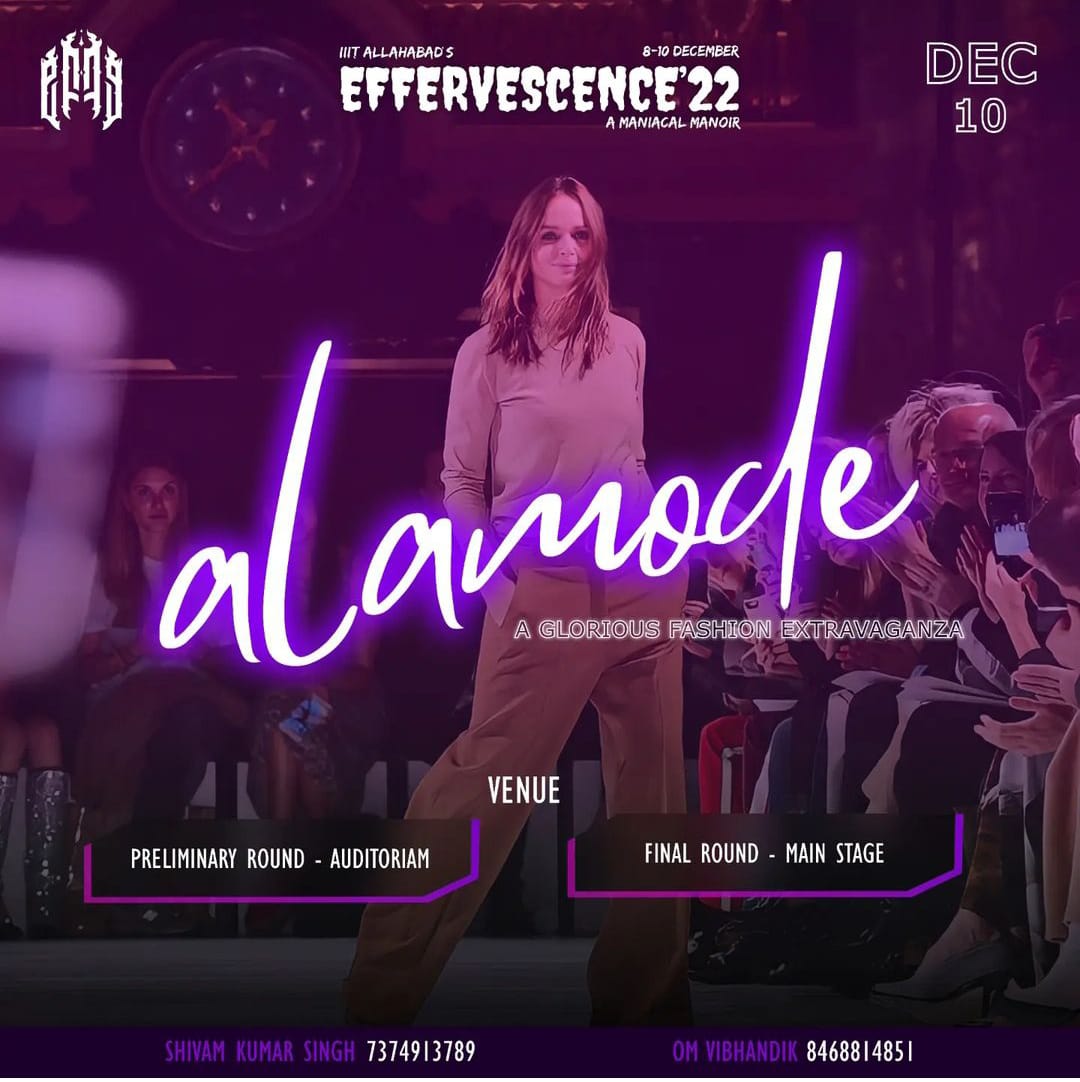 IIIT ALLAHABAD'S
8-10 DECEMBER
EFFERVESCENCE'22
A MANIACAL MANOIR
DEC
10
alamode
A GLORIOUS FASHION EXTRAVAGANZA
VENUE
PRELIMINARY ROUND - AUDITORIAM
FINAL ROUND - MAIN STAGE
SHIVAM KUMAR SINGH 7374913789
OM VIBHANDIK 8468814851